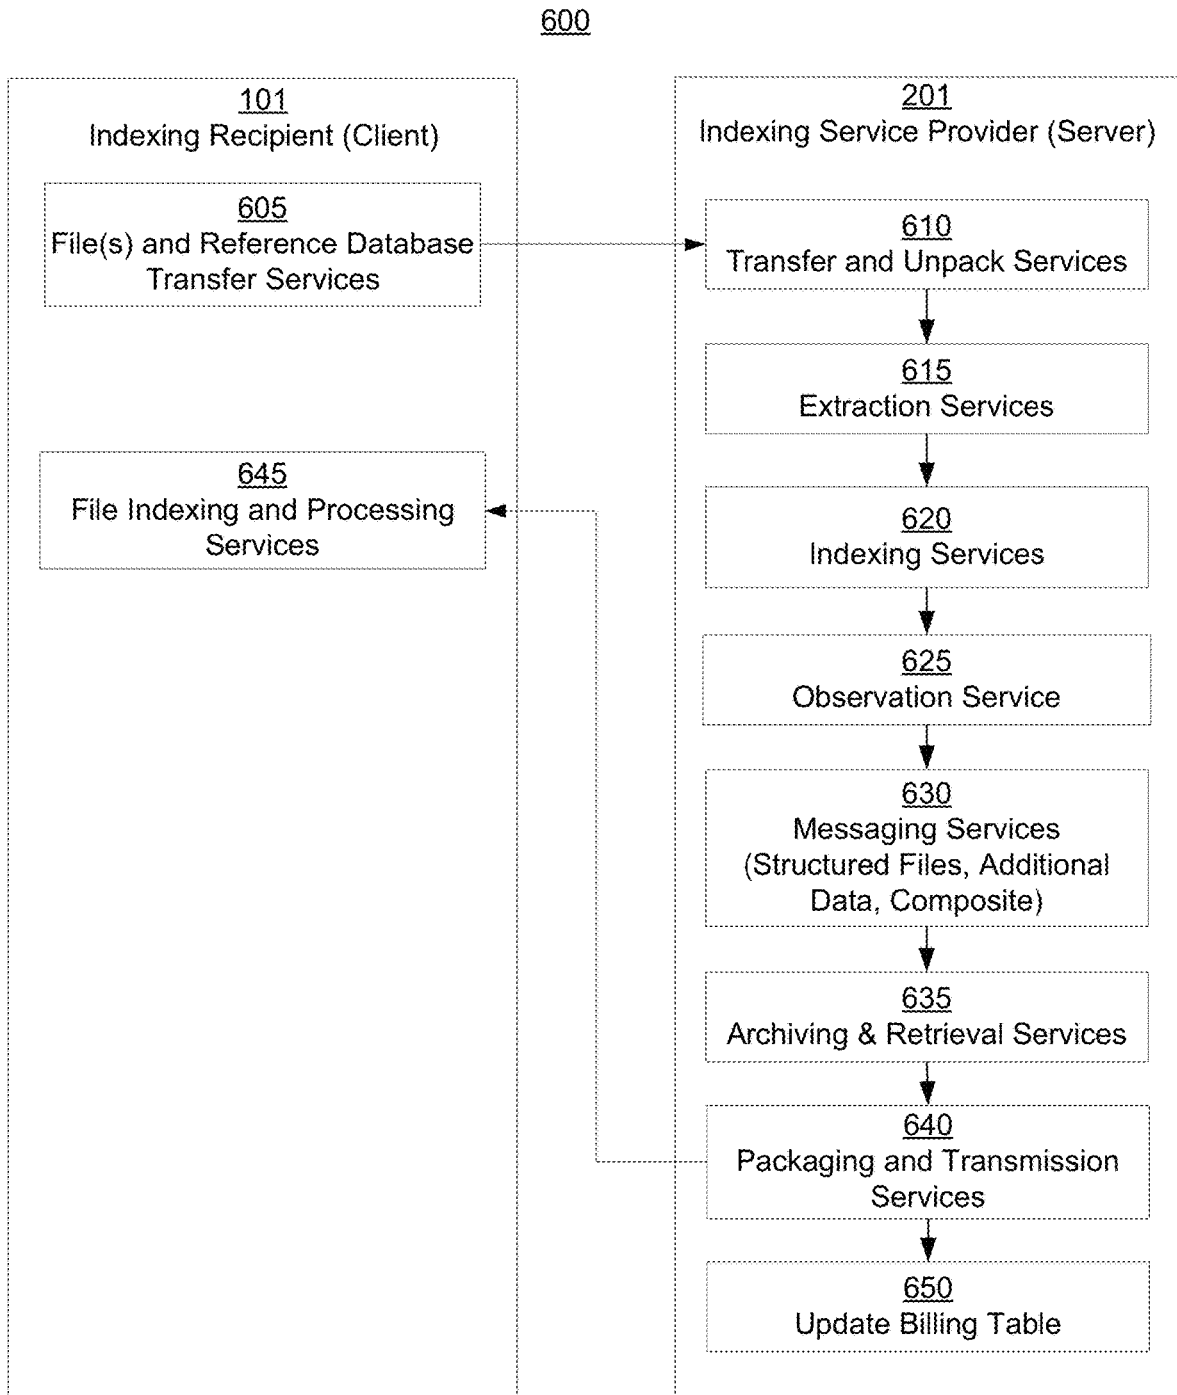 600
101
Indexing Recipient (Client)
605
File(s) and Reference Database
Transfer Services
645
File Indexing and Processing
Services
201
Indexing Service Provider (Server)
610
Transfer and Unpack Services
615
Extraction Services
620
Indexing Services
625
Observation Service
630
Messaging Services
(Structured Files, Additional
Data, Composite)
635
Archiving & Retrieval Services
640
Packaging and Transmission
Services
650
Update Billing Table